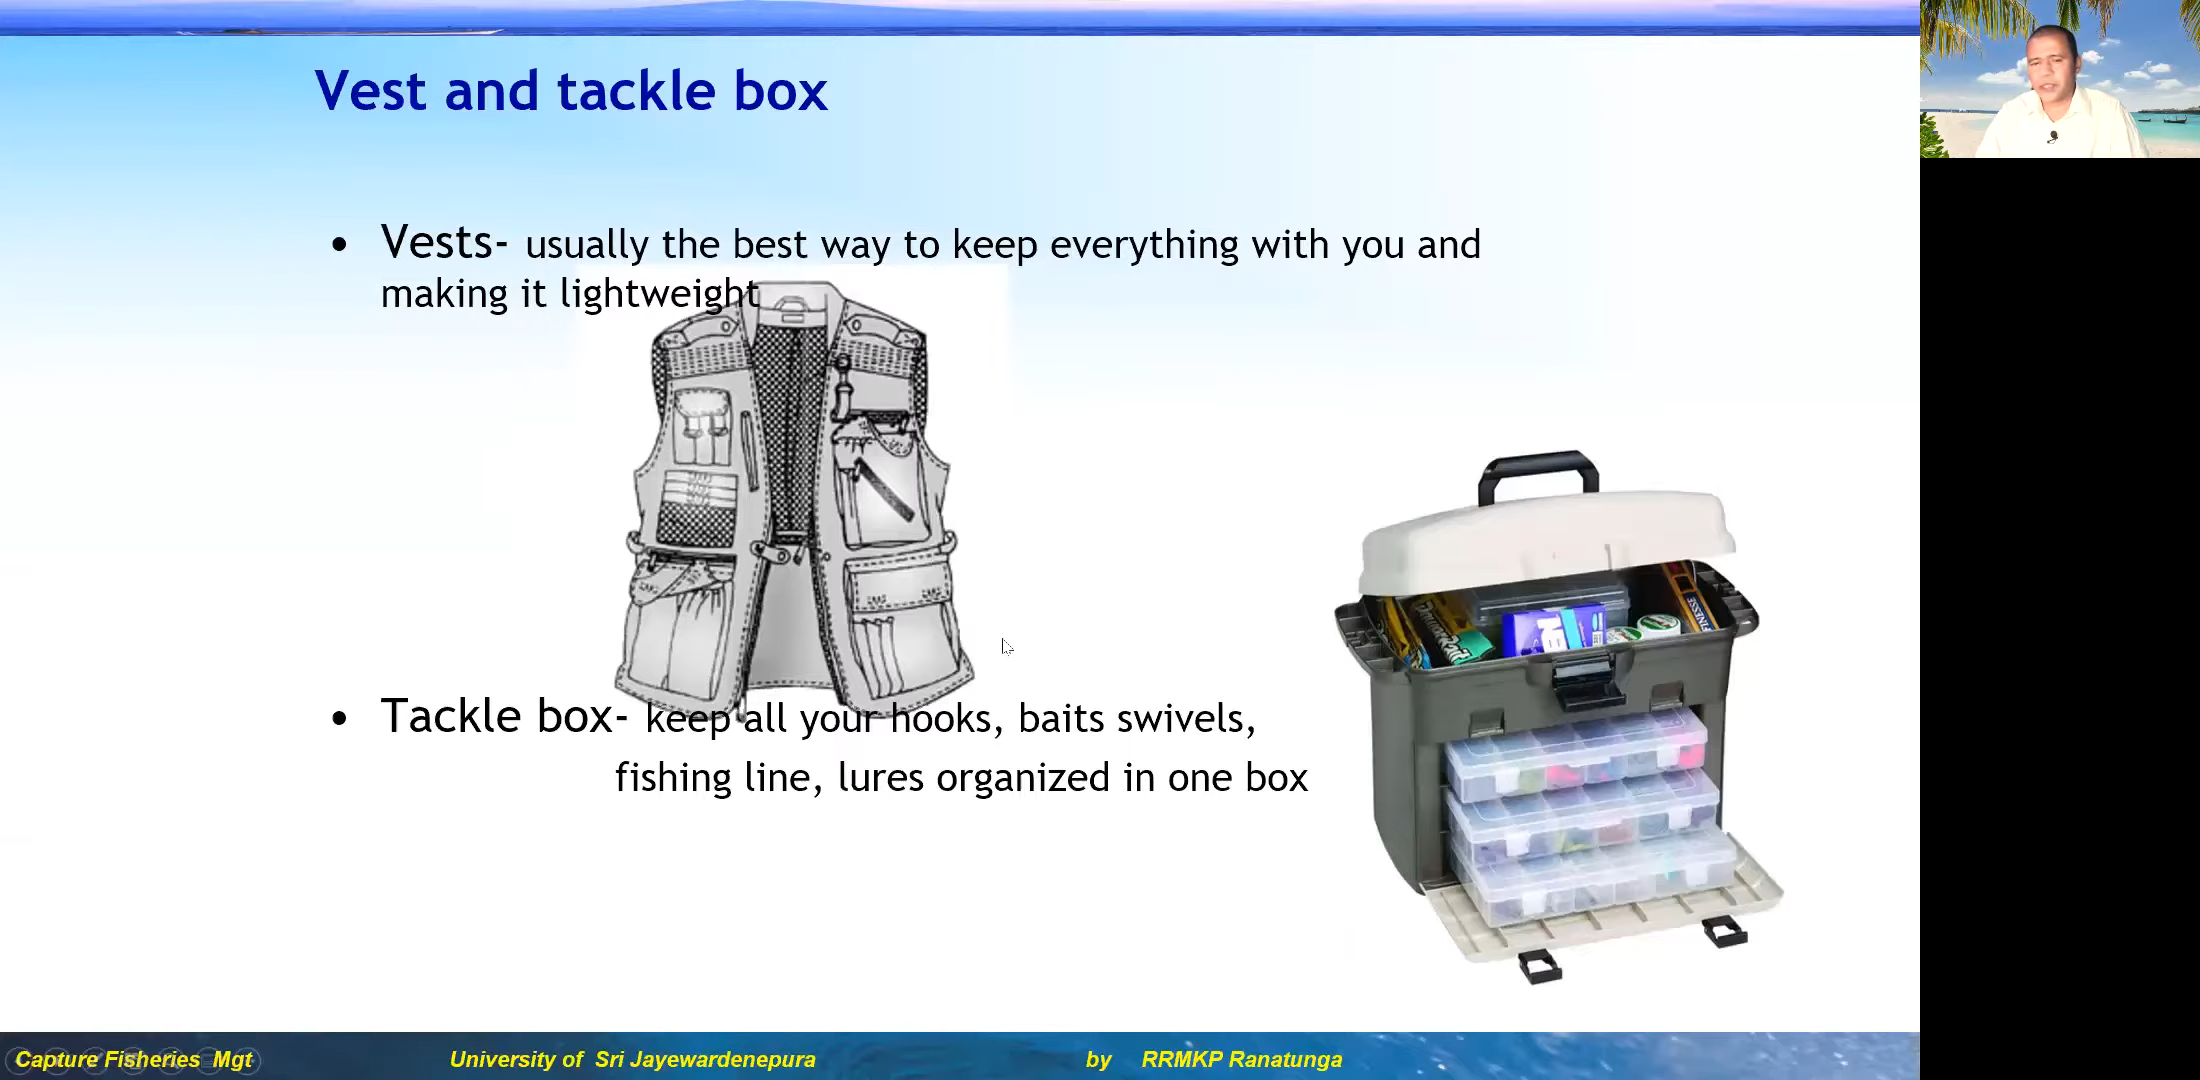 Vest and tackle box
• Vests- usually the best way to keep everything with you and
making it lightweight
FINESSE
• Tackle box- keep all your hooks, baits swivels,
fishing line, lures organized in one box
Capture Fisheries Mgt University of Sri Jayewardenepura by RRMKP Ranatunga